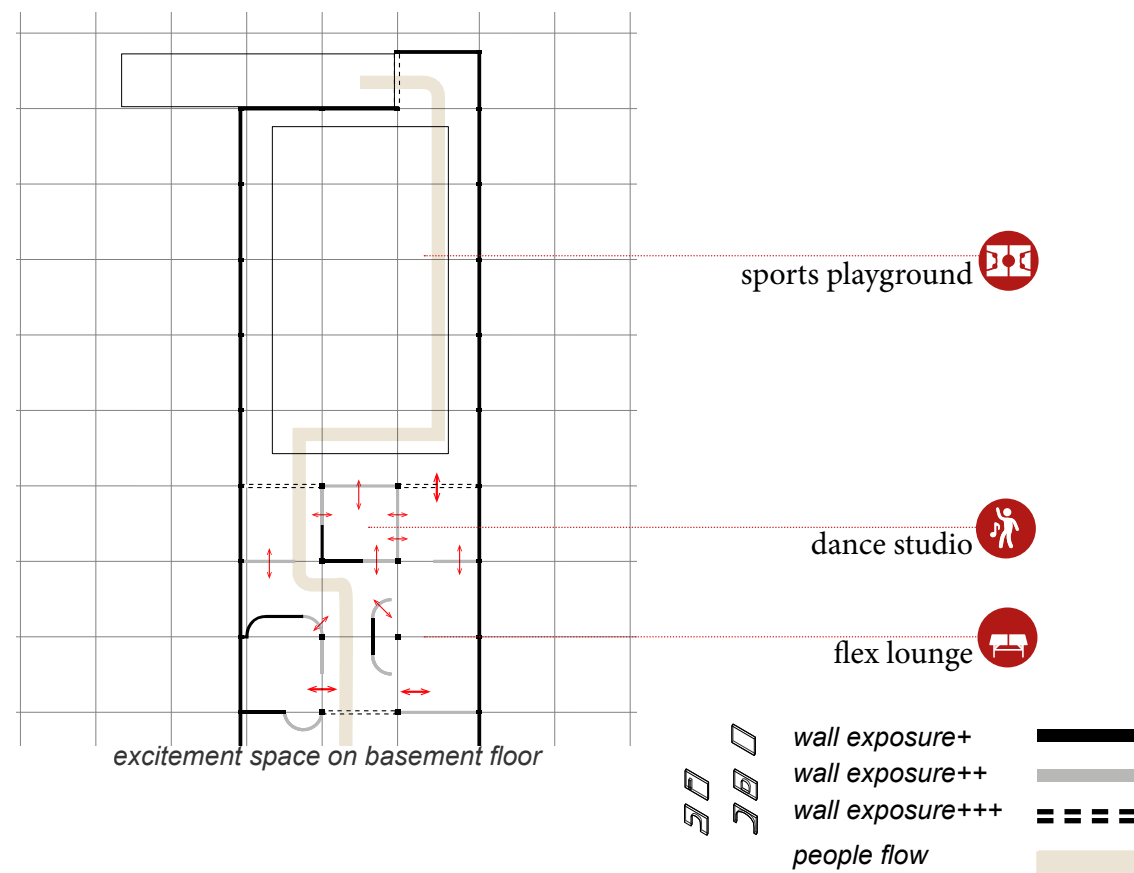 sports playground
dance studio
flex lounge
excitement space on basement floor
wall exposure+
wall exposure++
wall exposure+++
people flow